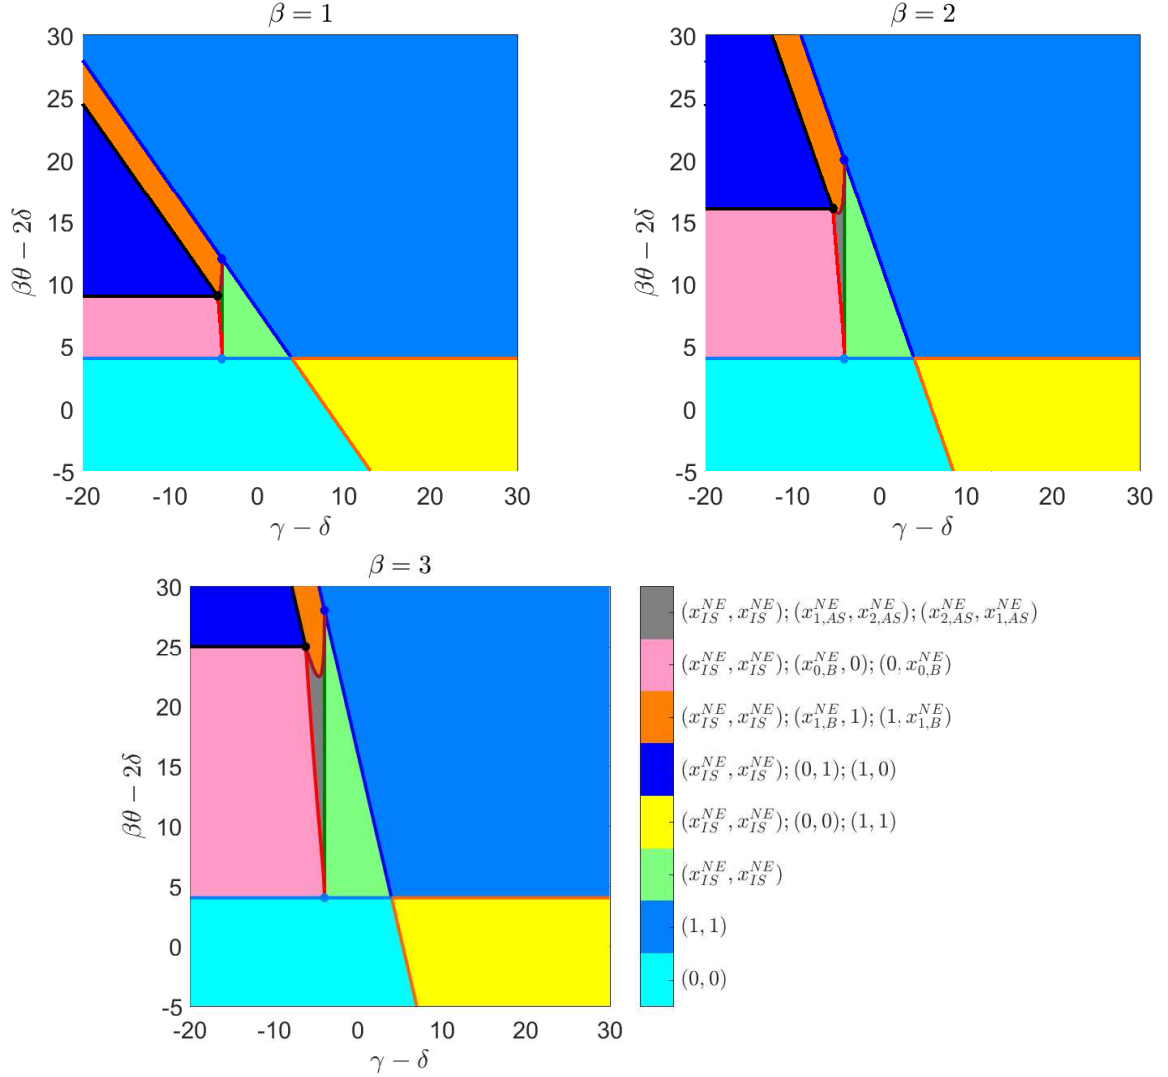 β = 1
30
25
20
15
10
5
0
-5
-20 -10 0 10 20 30
γ − δ
βθ − 2δ
β = 2
30
25
20
15
10
5
0
-5
-20 -10 0 10 20 30
γ − δ
βθ − 2δ
β = 3
30
25
20
15
10
5
0
-5
-20 -10 0 10 20 30
γ − δ
βθ − 2δ
(x_{IS}^{NE}, x_{IS}^{NE}); (x_{1,AS}^{NE}, x_{2,AS}^{NE}); (x_{2,AS}^{NE}, x_{1,AS}^{NE})
(x_{IS}^{NE}, x_{IS}^{NE}); (x_{0,B}^{NE}, 0); (0, x_{0,B}^{NE})
(x_{IS}^{NE}, x_{IS}^{NE}); (x_{1,B}^{NE}, 1); (1, x_{1,B}^{NE})
(x_{IS}^{NE}, x_{IS}^{NE}); (0, 1); (1, 0)
(x_{IS}^{NE}, x_{IS}^{NE}); (0, 0); (1, 1)
(x_{IS}^{NE}, x_{IS}^{NE})
(1, 1)
(0, 0)